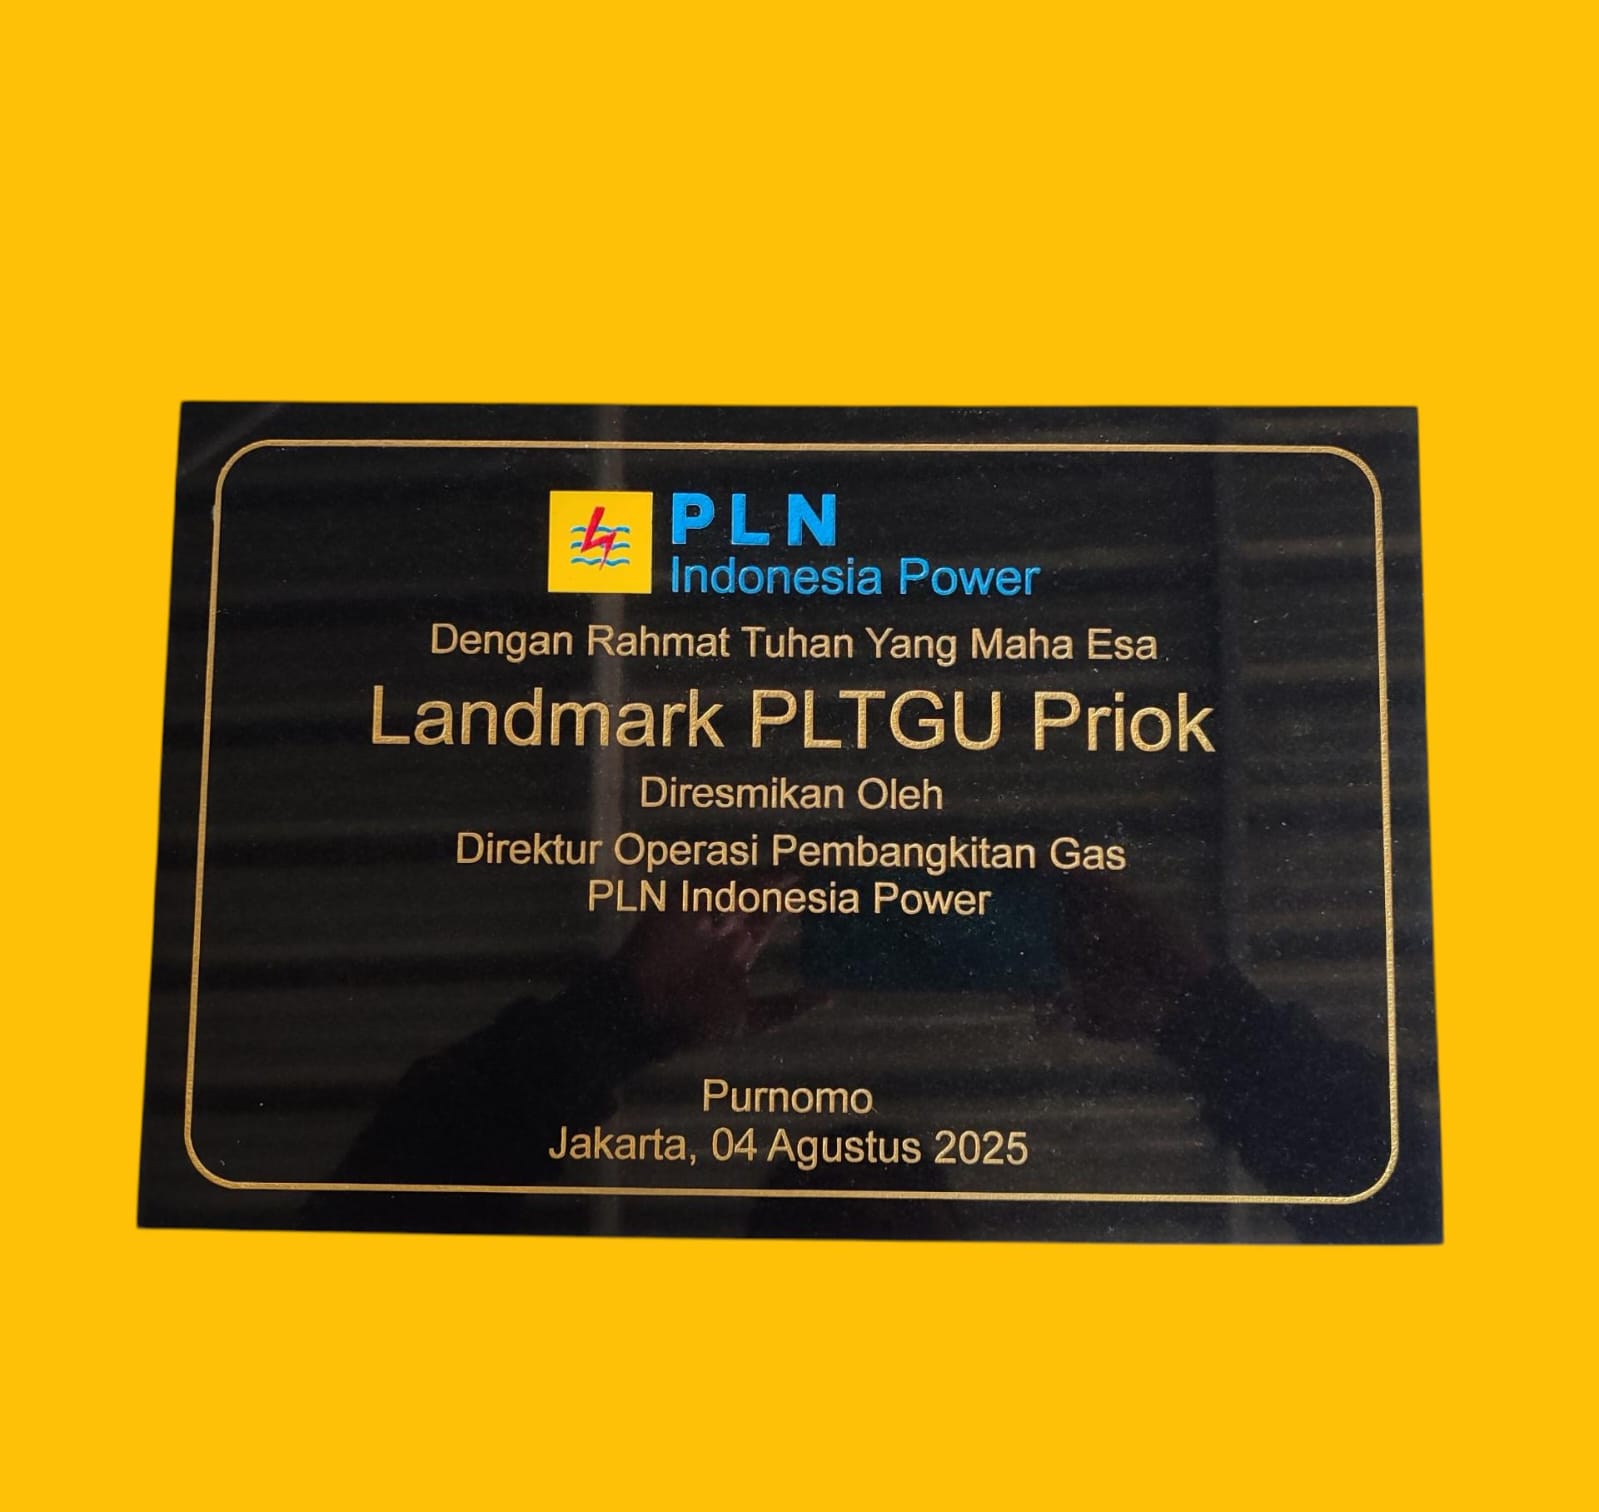 PLN
Indonesia Power
Dengan Rahmat Tuhan Yang Maha Esa
Landmark PLTGU Priok
Diresmikan Oleh
Direktur Operasi Pembangkitan Gas
PLN Indonesia Power
Purnomo
Jakarta, 04 Agustus 2025